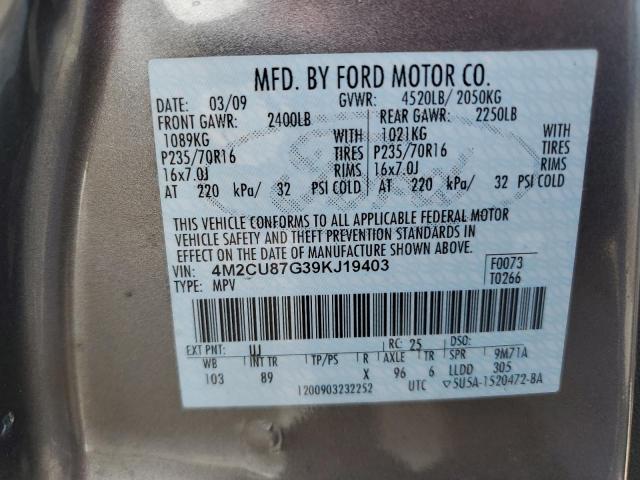 MFD. BY FORD MOTOR CO.
DATE: 03/09 GVWR: 4520LB/ 2050KG
FRONT GAWR: 2400LB REAR GAWR: 2250LB
1089KG WITH 1021KG WITH
P235/70R16 TIRES P235/70R16 TIRES
16x7.0J RIMS 16x7.0J RIMS
AT 220 kPa/ 32 PSI COLD AT 220 kPa/ 32 PSI COLD
THIS VEHICLE CONFORMS TO ALL APPLICABLE FEDERAL MOTOR
VEHICLE SAFETY AND THEFT PREVENTION STANDARDS IN
EFFECT ON THE DATE OF MANUFACTURE SHOWN ABOVE.
VIN: 4M2CU87G39KJ19403 F0073
TYPE: MPV T0266
EXT PNT: UJ RC: 25 DSO:
WB INT TR TP/PS R AXLE TR SPR 9M71A
103 89 X 96 6 LLDD 305
1200903232252 UTC ▽5U5A-1520472-BA